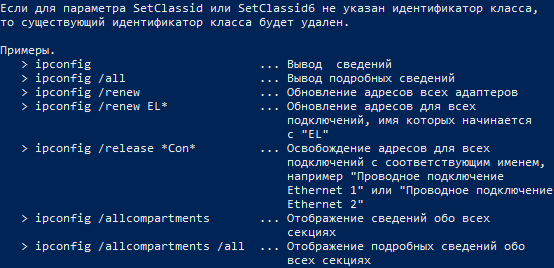 Если для параметра SetClassid или SetClassid6 не указан идентификатор класса,
то существующий идентификатор класса будет удален.
Примеры.
> ipconfig ... Вывод сведений
> ipconfig /all ... Вывод подробных сведений
> ipconfig /renew ... Обновление адресов всех адаптеров
> ipconfig /renew EL* ... Обновление адресов для всех
подключений, имя которых начинается
с "EL"
> ipconfig /release *Con* ... Освобождение адресов для всех
подключений с соответствующим именем,
например "Проводное подключение
Ethernet 1" или "Проводное подключение
Ethernet 2"
> ipconfig /allcompartments ... Отображение сведений обо всех
секциях
> ipconfig /allcompartments /all ... Отображение подробных сведений обо
всех секциях